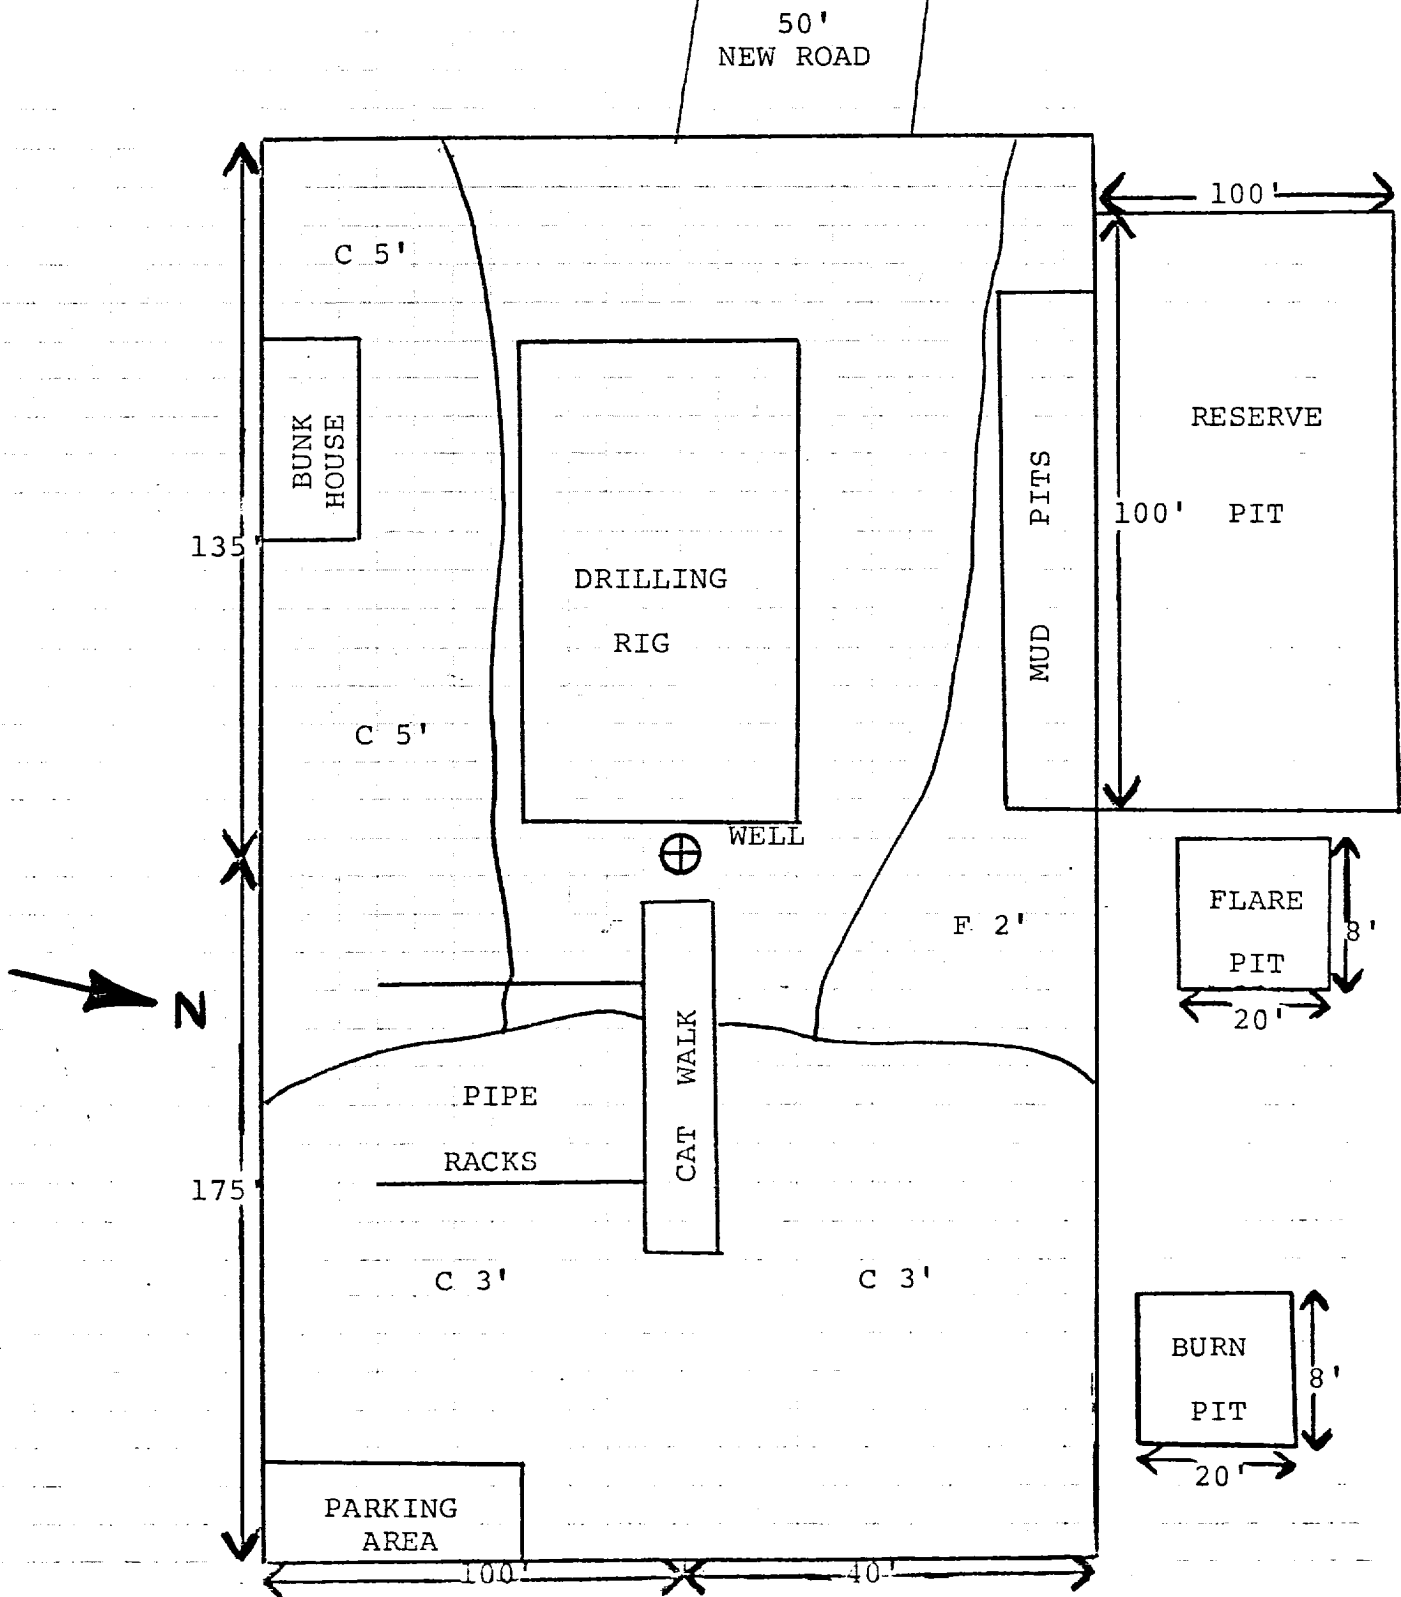 50'
NEW ROAD
100'
C 5'
BUNK
HOUSE
135'
DRILLING
RIG
MUD PITS
100'
RESERVE
PIT
C 5'
WELL
F 2'
FLARE
PIT
8'
20'
N
CAT WALK
PIPE
RACKS
175'
C 3'
C 3'
BURN
PIT
8'
20'
PARKING
AREA
100'
40'